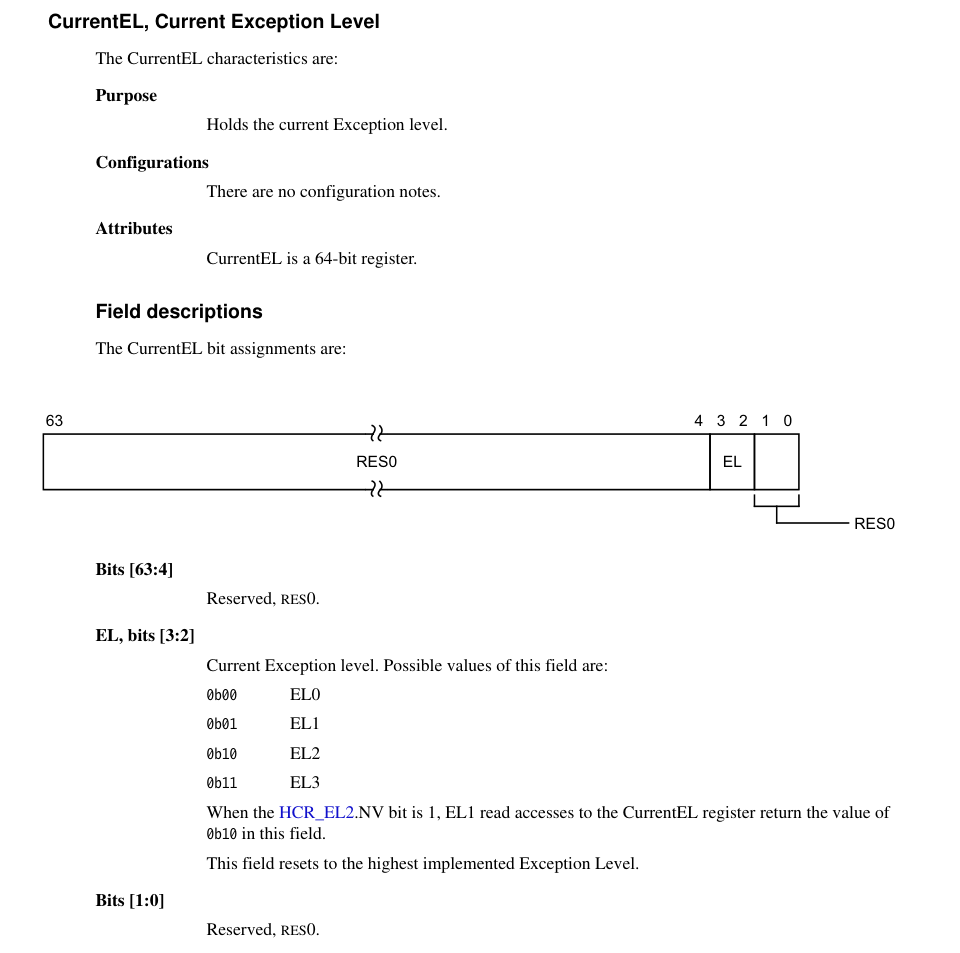 CurrentEL, Current Exception Level
The CurrentEL characteristics are:
Purpose
Holds the current Exception level.
Configurations
There are no configuration notes.
Attributes
CurrentEL is a 64-bit register.
Field descriptions
The CurrentEL bit assignments are:
63 4 3 2 1 0
RES0 EL
RES0
Bits [63:4]
Reserved, RES0.
EL, bits [3:2]
Current Exception level. Possible values of this field are:
0b00 EL0
0b01 EL1
0b10 EL2
0b11 EL3
When the HCR_EL2.NV bit is 1, EL1 read accesses to the CurrentEL register return the value of
0b10 in this field.
This field resets to the highest implemented Exception Level.
Bits [1:0]
Reserved, RES0.